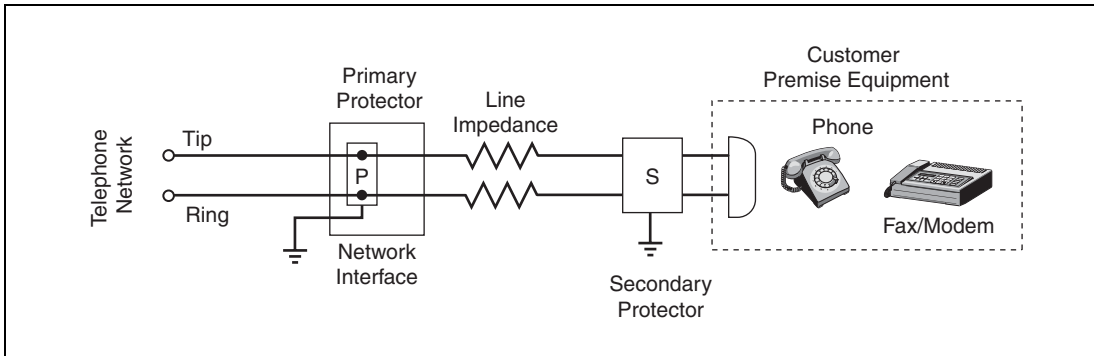 Telephone
Network
Tip
Ring
Primary
Protector
P
Network
Interface
Line
Impedance
S
Secondary
Protector
Customer
Premise Equipment
Phone
Fax/Modem